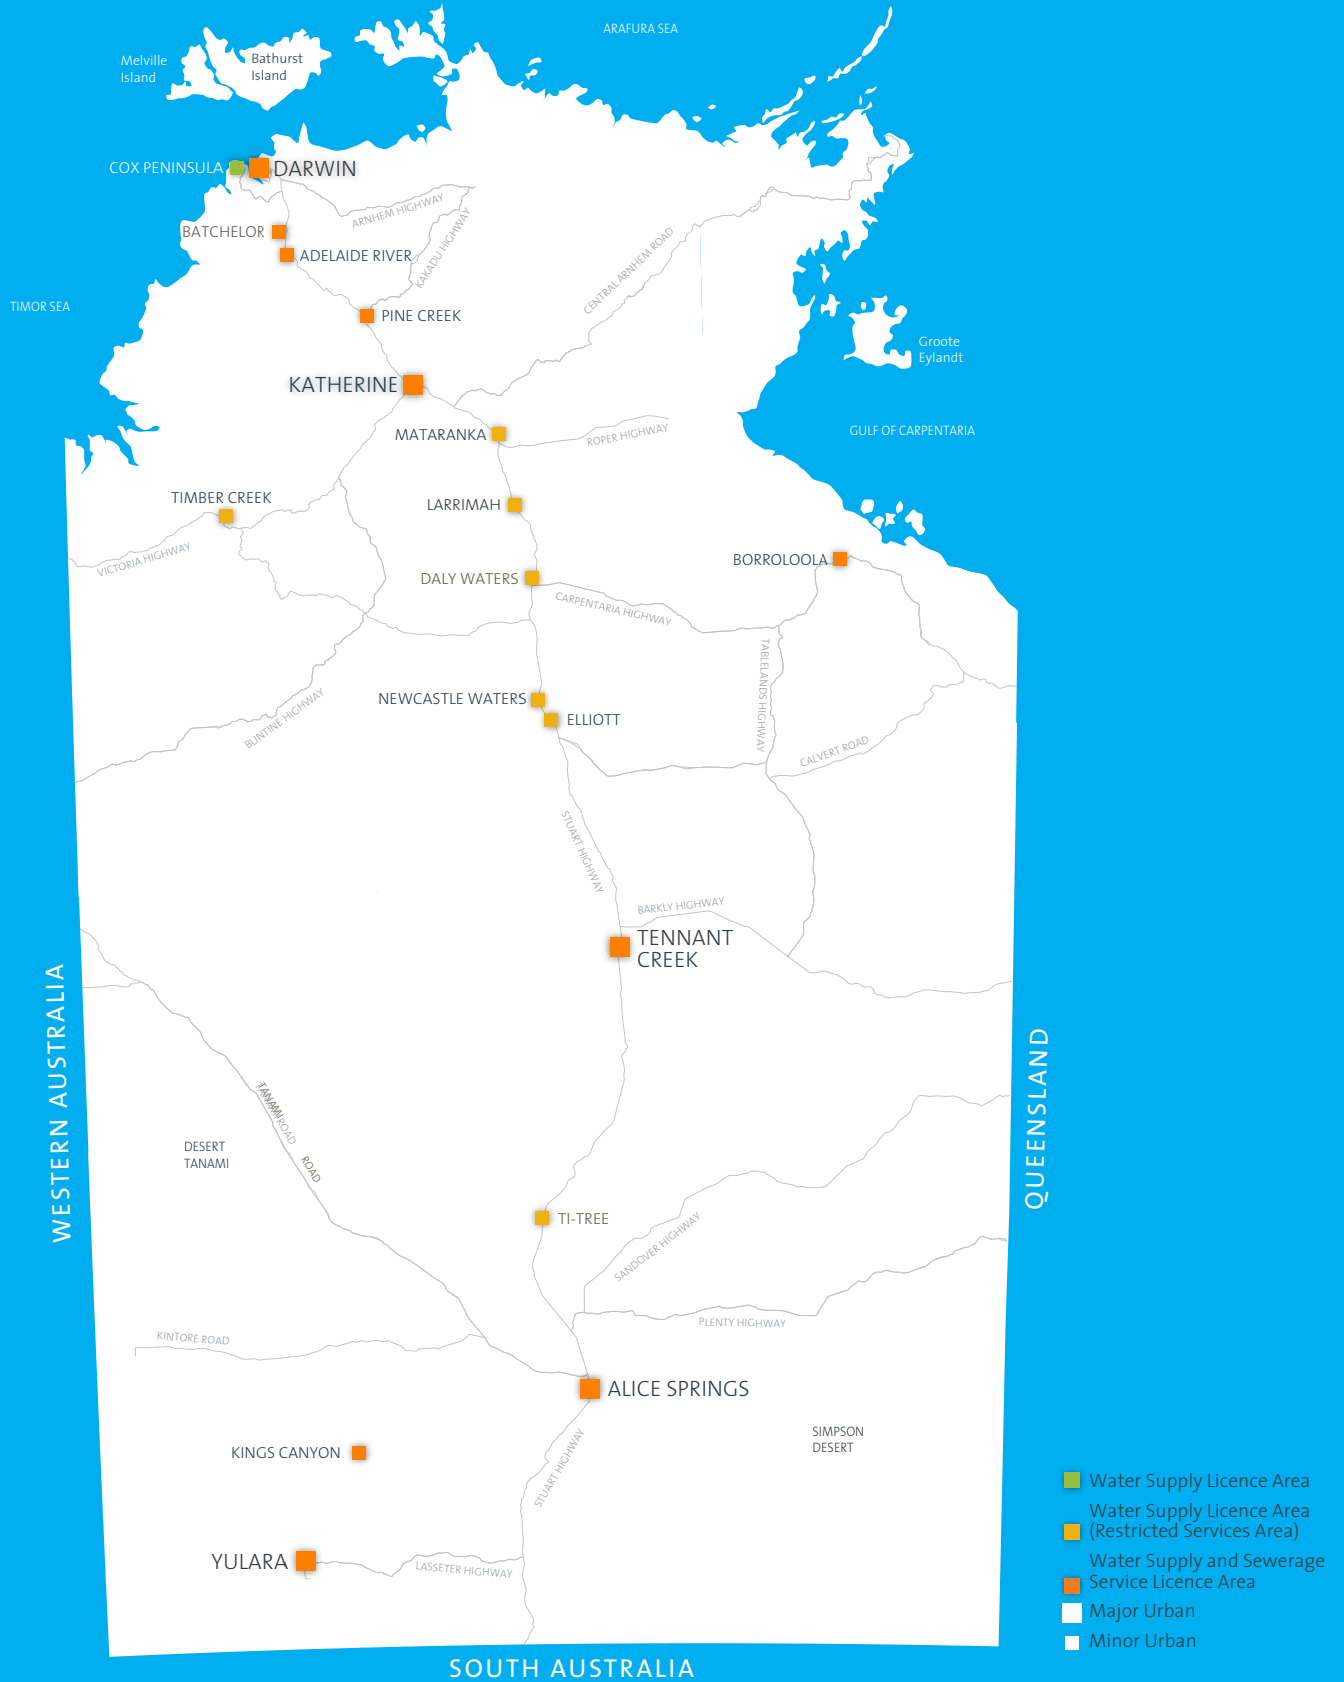 ARAFURA SEA
Melville
Island
Bathurst
Island
COX PENINSULA
DARWIN
ARNHEM HIGHWAY
KAKADU HIGHWAY
BATCHELOR
ADELAIDE RIVER
CENTRAL ARNHEM ROAD
TIMOR SEA
PINE CREEK
Groote
Eylandt
KATHERINE
MATARANKA
ROPER HIGHWAY
GULF OF CARPENTARIA
TIMBER CREEK
LARRIMAH
VICTORIA HIGHWAY
BORROLOOLA
DALY WATERS
CARPENTARIA HIGHWAY
TABLELANDS HIGHWAY
NEWCASTLE WATERS
ELLIOTT
BUNTINE HIGHWAY
CALVERT ROAD
STUART HIGHWAY
BARKLY HIGHWAY
TENNANT
CREEK
WESTERN AUSTRALIA
QUEENSLAND
TANAMI ROAD
TANAMI
ROAD
DESERT
TANAMI
TI-TREE
SANDOVER HIGHWAY
PLENTY HIGHWAY
KINTORE ROAD
ALICE SPRINGS
SIMPSON
DESERT
KINGS CANYON
STUART HIGHWAY
YULARA
LASSETER HIGHWAY
Water Supply Licence Area
Water Supply Licence Area
(Restricted Services Area)
Water Supply and Sewerage
Service Licence Area
Major Urban
Minor Urban
SOUTH AUSTRALIA